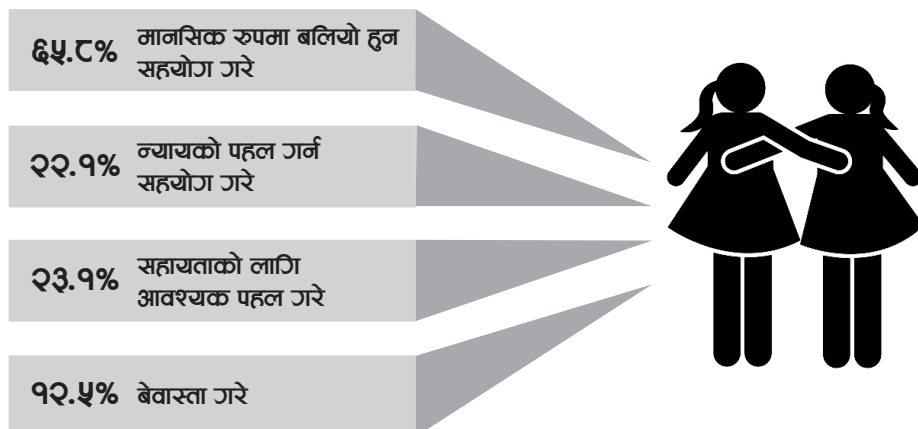 ६५.८% मानसिक रुपमा बलियो हुन
सहयोग गरे
२२.१% न्यायको पहल गर्न
सहयोग गरे
२३.१% सहायताको लागि
आवश्यक पहल गरे
१२.५% बेवास्ता गरे